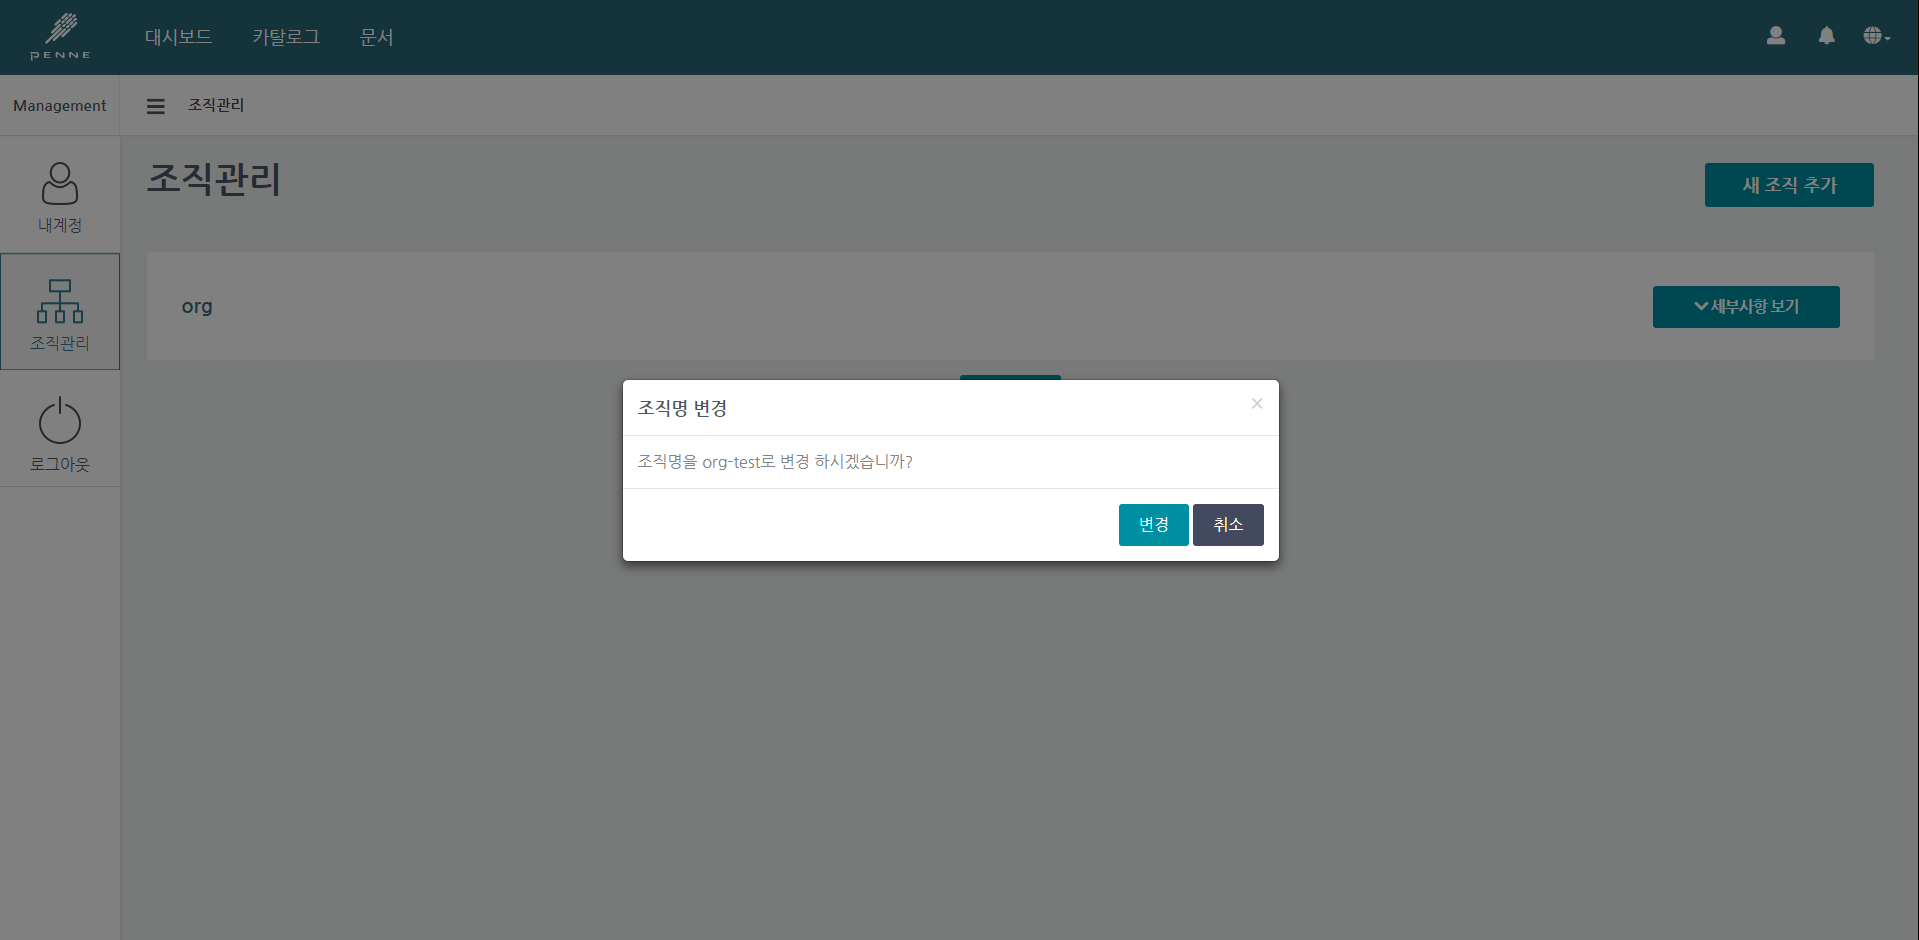 PENNE
대시보드 카탈로그 문서
Management
조직관리
조직관리
새 조직 추가
내계정
org
세부사항 보기
조직관리
조직명 변경
×
조직명을 org-test로 변경 하시겠습니까?
로그아웃
변경 취소